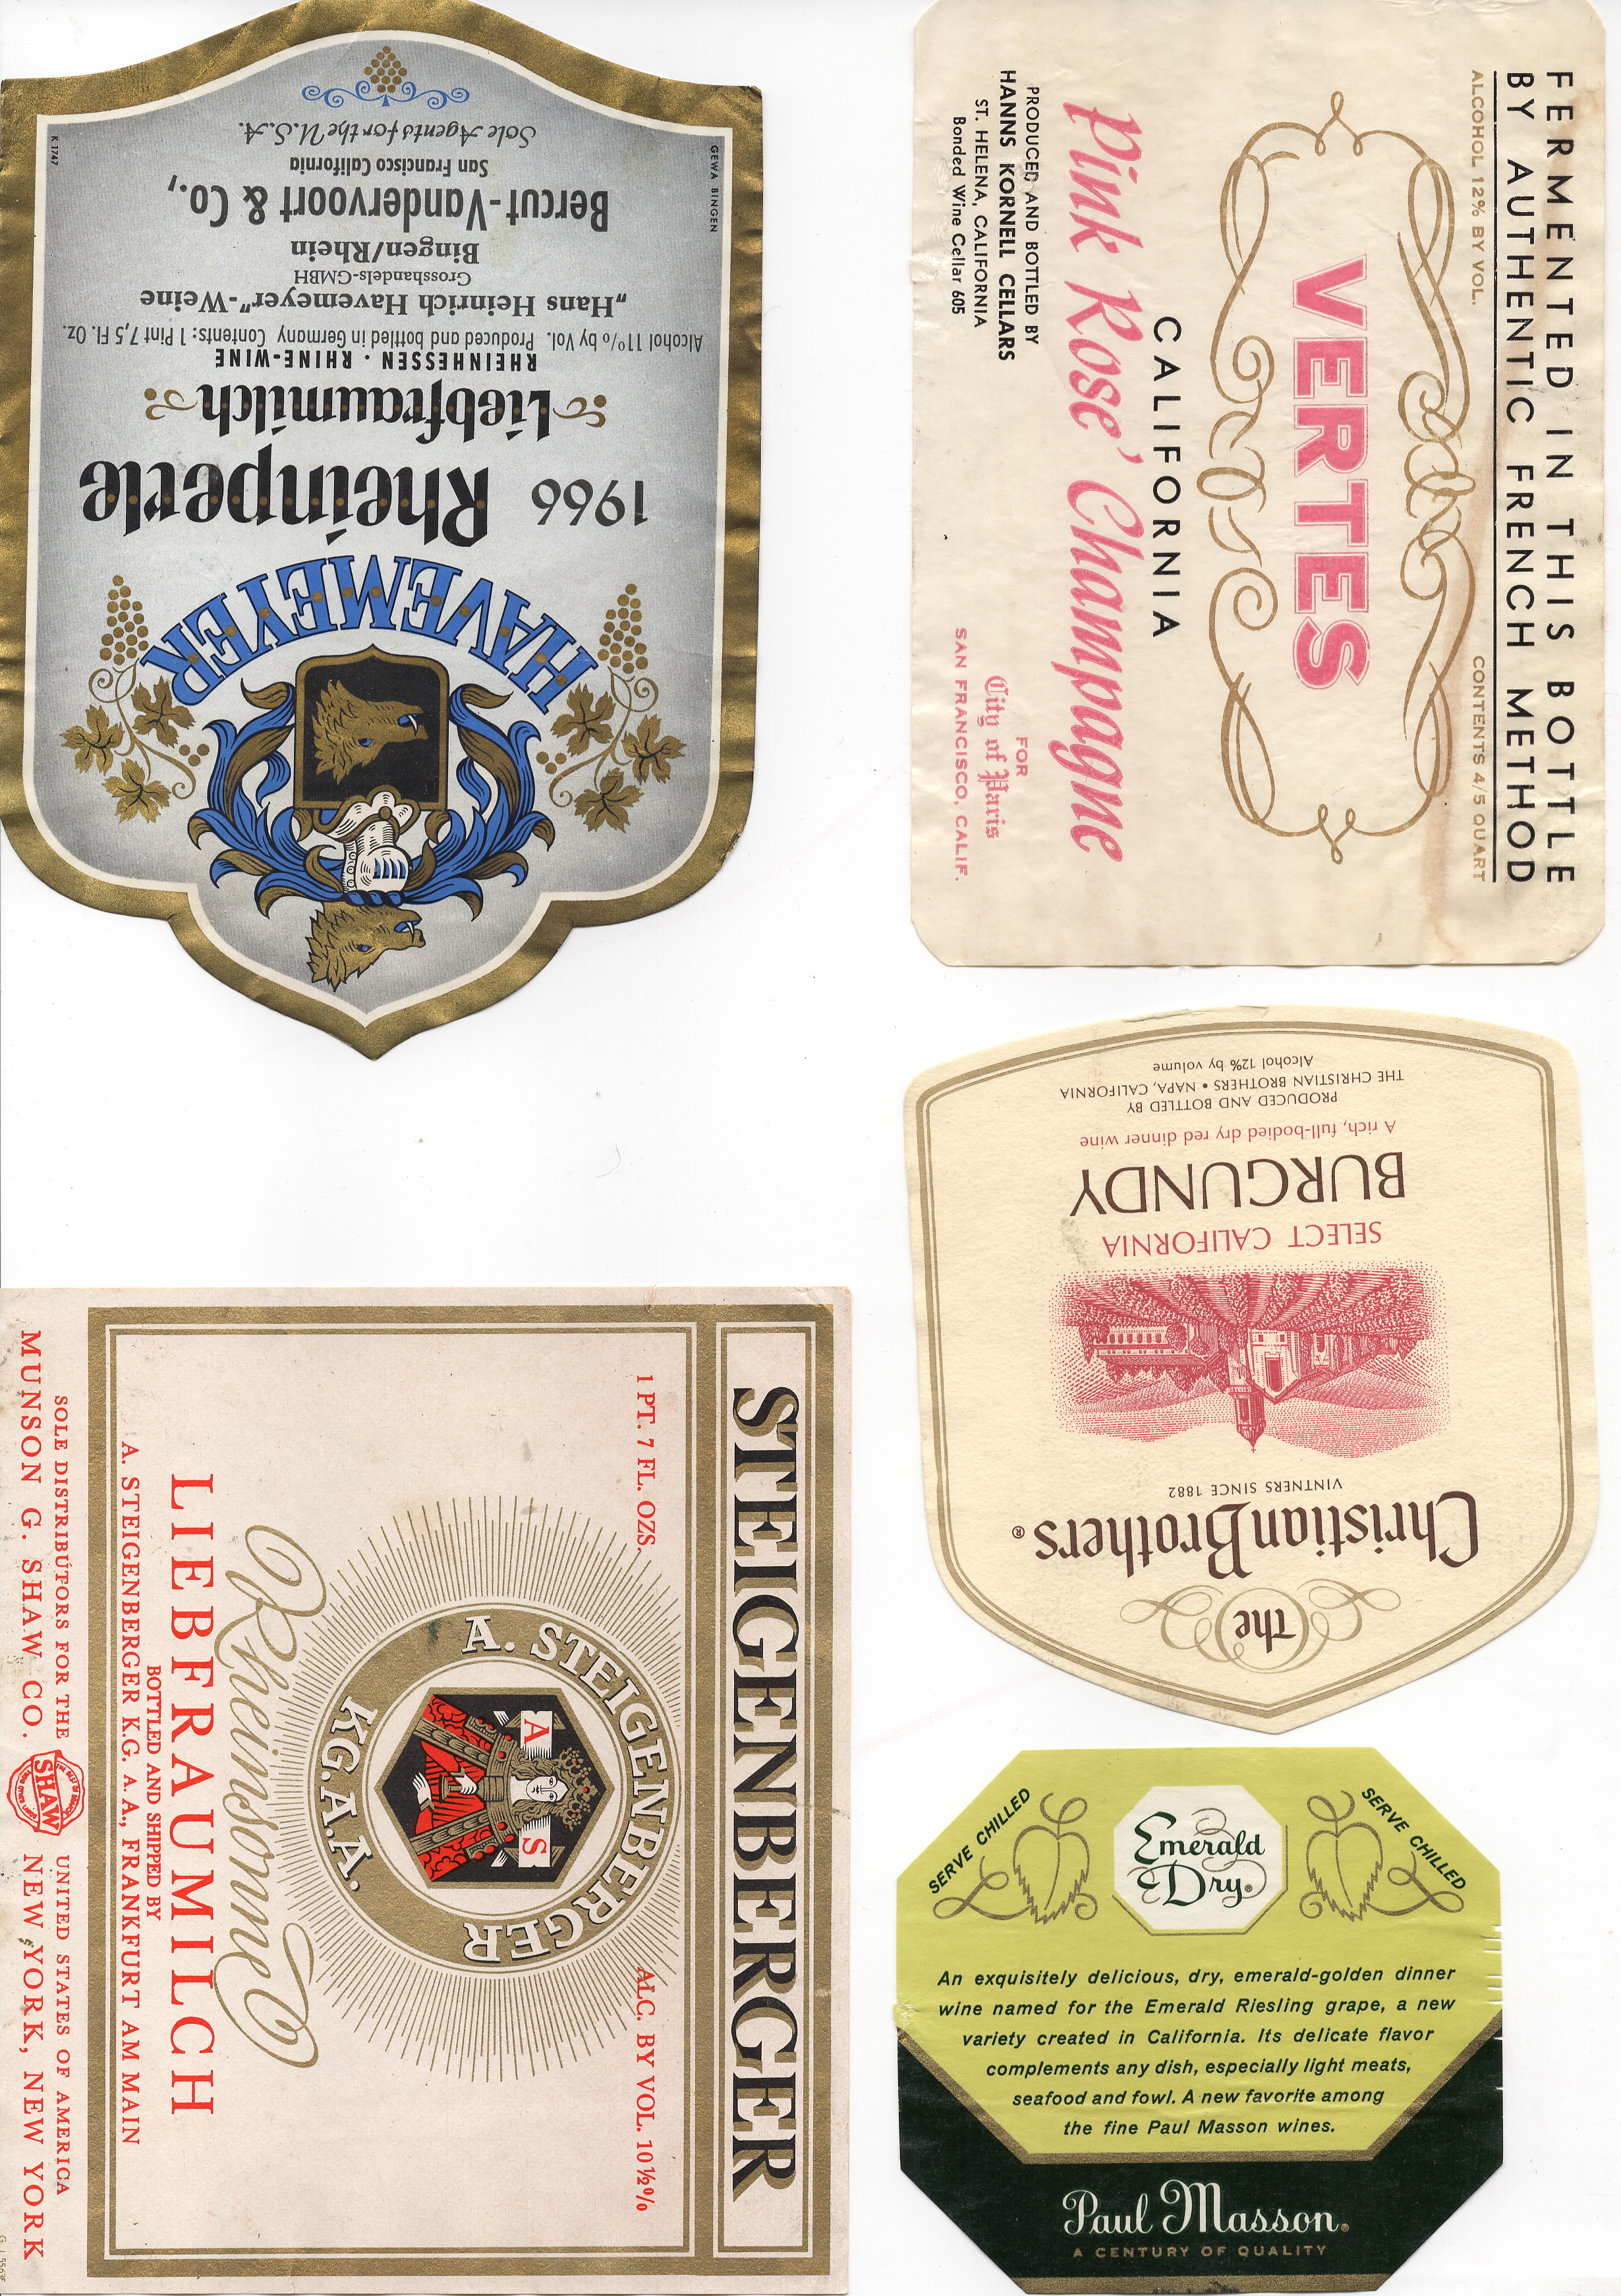 HAVEMEYER
1966 Rheinperle
Liebfraumilch
RHEINHESSEN · RHINE-WINE
Alcohol 11% by Vol. Produced and bottled in Germany Contents: 1 Pint 7,5 Fl. Oz.
„Hans Heinrich Havemeyer”-Weine
Grosshandels-GMBH
Bingen/Rhein
Bercut-Vandervoort & Co.,
San Francisco California
Sole Agents for the U.S.A.
GEWA BINGEN
K 1747
FERMENTED IN THIS BOTTLE
BY AUTHENTIC FRENCH METHOD
ALCOHOL 12% BY VOL. CONTENTS 4/5 QUART
VERTES
CALIFORNIA
Pink Rose' Champagne
PRODUCED AND BOTTLED BY
HANNS KORNELL CELLARS
ST. HELENA, CALIFORNIA
Bonded Wine Cellar 605
FOR
City of Paris
SAN FRANCISCO, CALIF.
the
Christian Brothers®
VINTNERS SINCE 1882
SELECT CALIFORNIA
BURGUNDY
A rich, full-bodied dry red dinner wine
PRODUCED AND BOTTLED BY
THE CHRISTIAN BROTHERS • NAPA, CALIFORNIA
Alcohol 12% by volume
STEIGENBERGER
1 PT. 7 FL. OZS. ALC. BY VOL. 10½%
A. STEIGENBERGER
KG.A.A.
A S
Rheinsonne
LIEBFRAUMILCH
BOTTLED AND SHIPPED BY
A. STEIGENBERGER K.G. A.A., FRANKFURT AM MAIN
SOLE DISTRIBUTORS FOR THE UNITED STATES OF AMERICA
MUNSON G. SHAW CO. SHAW NEW YORK, NEW YORK
SERVE CHILLED
Emerald
Dry®
SERVE CHILLED
An exquisitely delicious, dry, emerald-golden dinner
wine named for the Emerald Riesling grape, a new
variety created in California. Its delicate flavor
complements any dish, especially light meats,
seafood and fowl. A new favorite among
the fine Paul Masson wines.
Paul Masson®
A CENTURY OF QUALITY